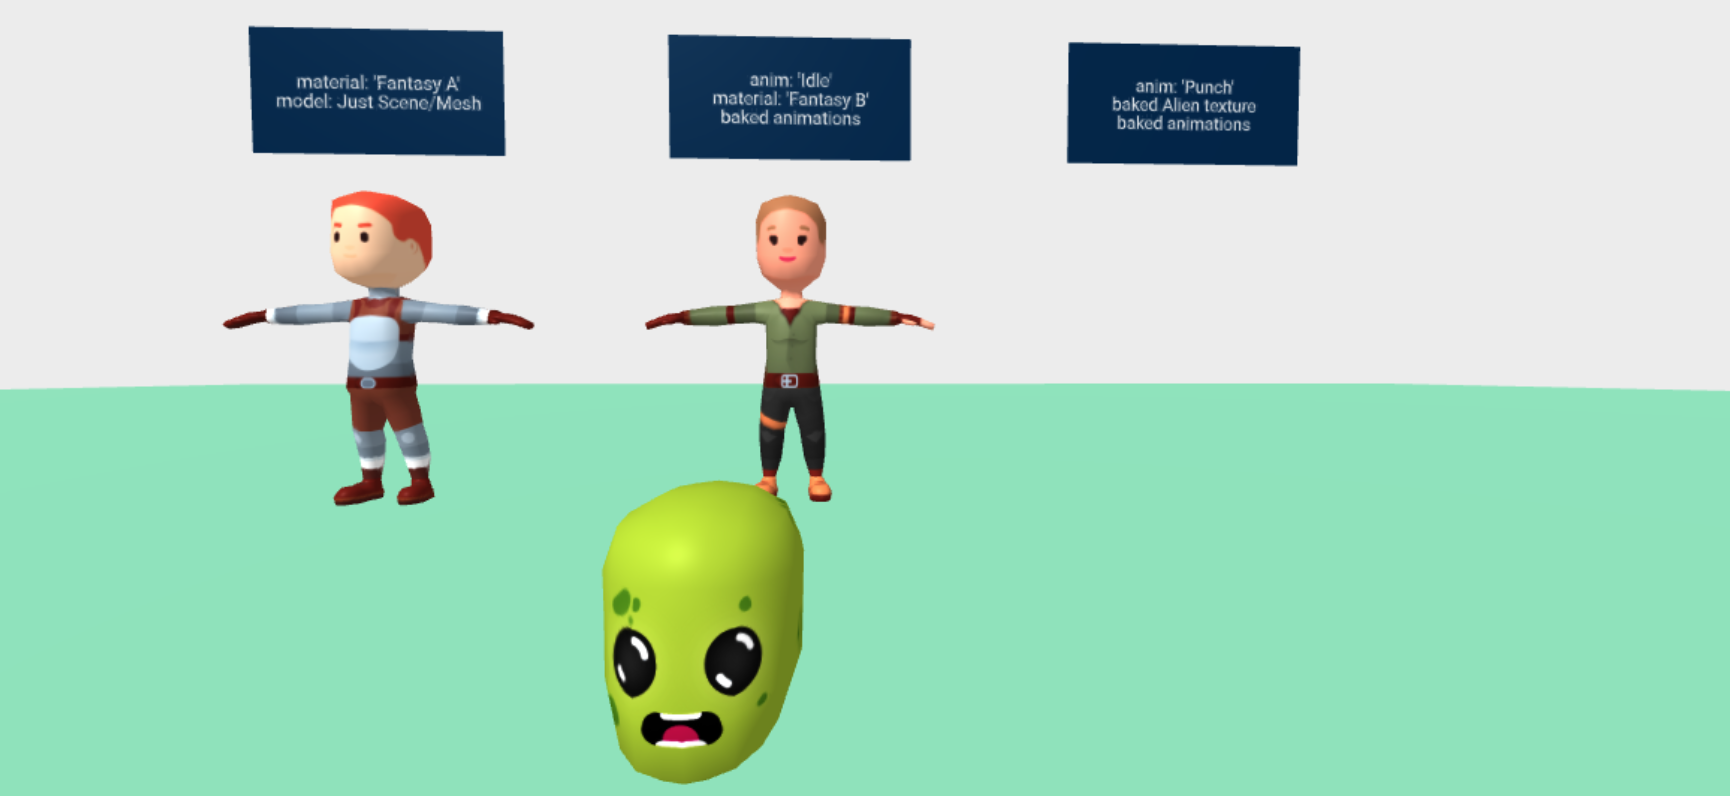 material: 'Fantasy A'
model: Just Scene/Mesh
anim: 'Idle'
material: 'Fantasy B'
baked animations
anim: 'Punch'
baked Alien texture
baked animations